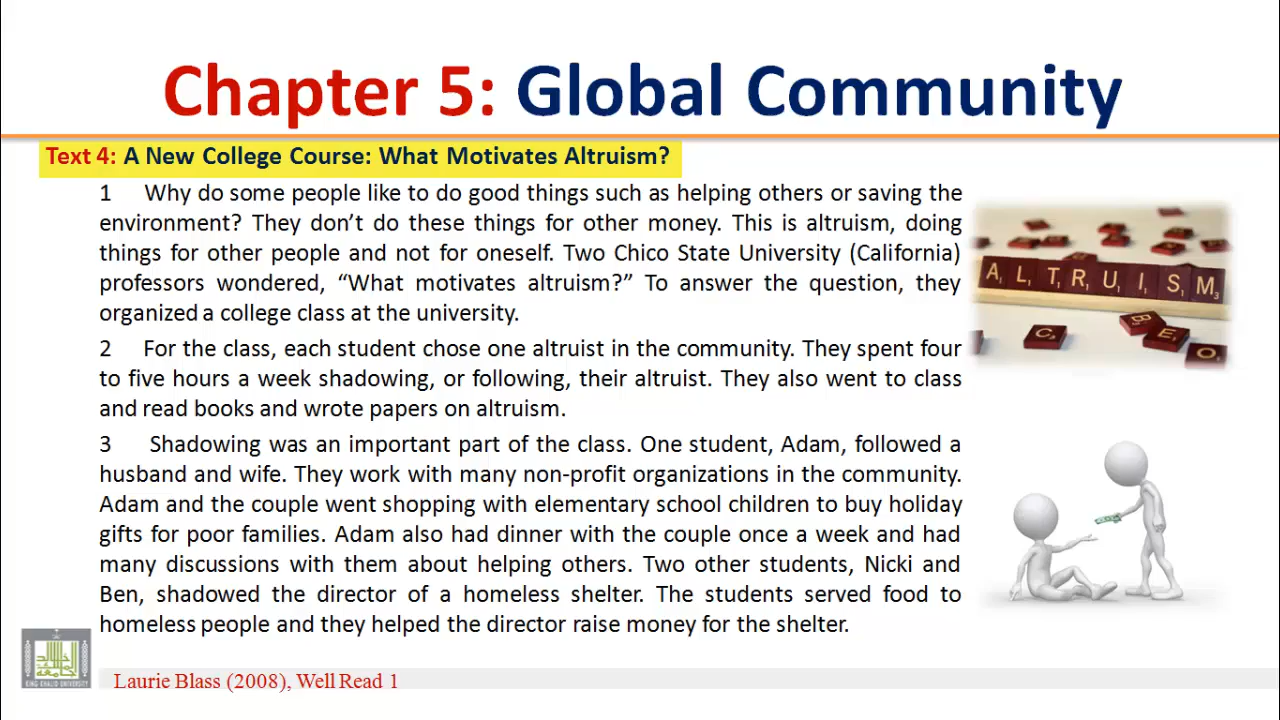 Chapter 5: Global Community
Text 4: A New College Course: What Motivates Altruism?
1 Why do some people like to do good things such as helping others or saving the
environment? They don’t do these things for other money. This is altruism, doing
things for other people and not for oneself. Two Chico State University (California)
professors wondered, “What motivates altruism?” To answer the question, they
organized a college class at the university.
2 For the class, each student chose one altruist in the community. They spent four
to five hours a week shadowing, or following, their altruist. They also went to class
and read books and wrote papers on altruism.
3 Shadowing was an important part of the class. One student, Adam, followed a
husband and wife. They work with many non-profit organizations in the community.
Adam and the couple went shopping with elementary school children to buy holiday
gifts for poor families. Adam also had dinner with the couple once a week and had
many discussions with them about helping others. Two other students, Nicki and
Ben, shadowed the director of a homeless shelter. The students served food to
homeless people and they helped the director raise money for the shelter.
ALTRUISM
C B E O
KING KHALID UNIVERSITY
Laurie Blass (2008), Well Read 1